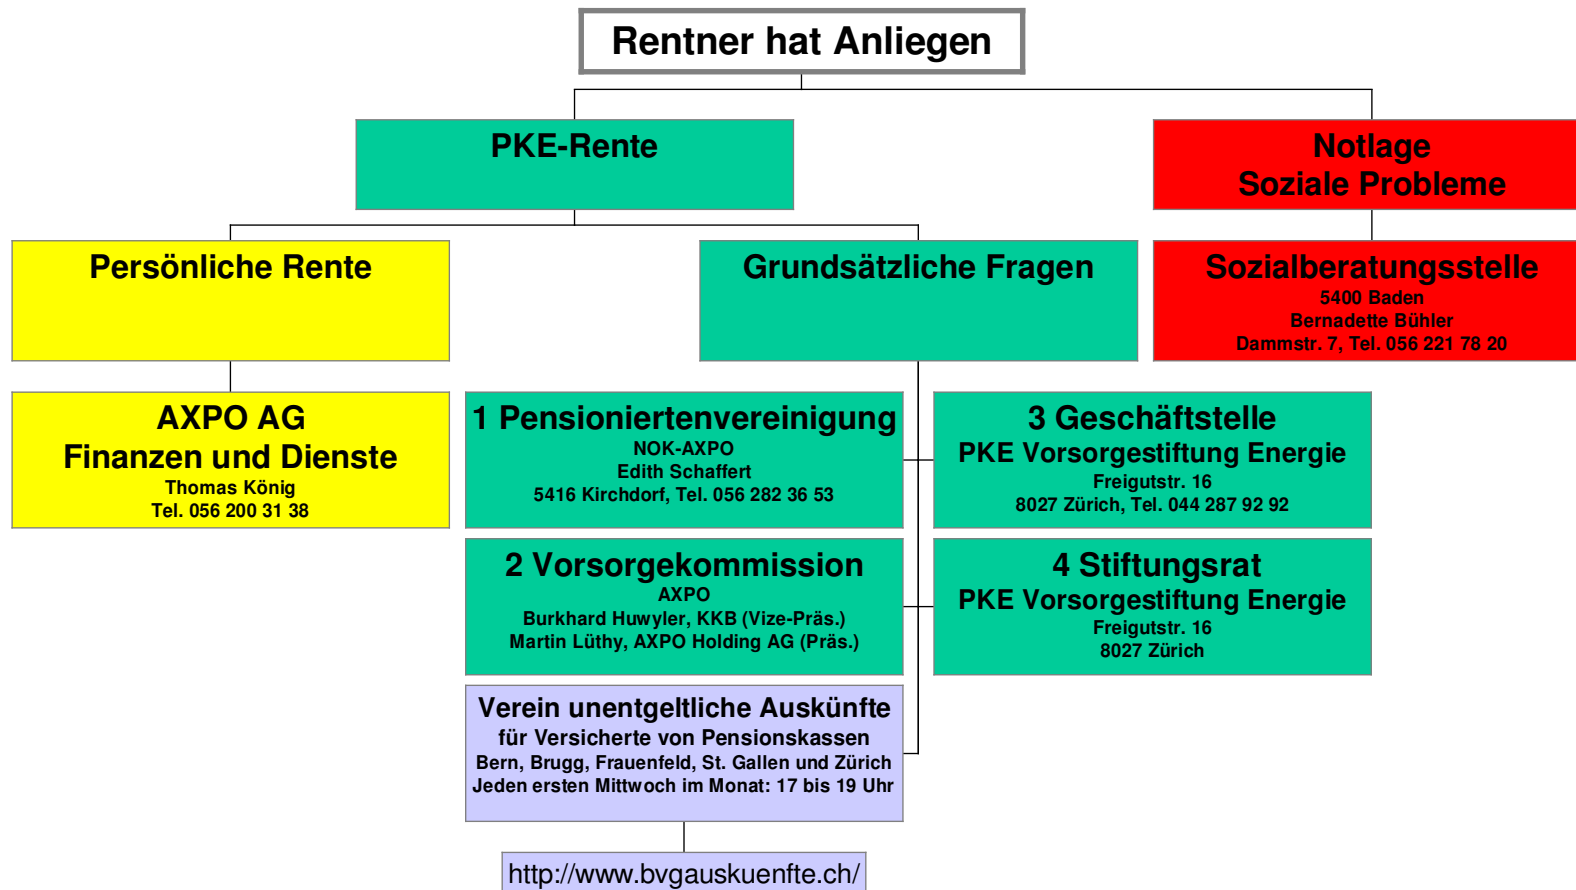 Rentner hat Anliegen
PKE-Rente
Notlage
Soziale Probleme
Persönliche Rente
Grundsätzliche Fragen
Sozialberatungsstelle
5400 Baden
Bernadette Bühler
Dammstr. 7, Tel. 056 221 78 20
AXPO AG
Finanzen und Dienste
Thomas König
Tel. 056 200 31 38
1 Pensioniertenvereinigung
NOK-AXPO
Edith Schaffert
5416 Kirchdorf, Tel. 056 282 36 53
3 Geschäftstelle
PKE Vorsorgestiftung Energie
Freigutstr. 16
8027 Zürich, Tel. 044 287 92 92
2 Vorsorgekommission
AXPO
Burkhard Huwyler, KKB (Vize-Präs.)
Martin Lüthy, AXPO Holding AG (Präs.)
4 Stiftungsrat
PKE Vorsorgestiftung Energie
Freigutstr. 16
8027 Zürich
Verein unentgeltliche Auskünfte
für Versicherte von Pensionskassen
Bern, Brugg, Frauenfeld, St. Gallen und Zürich
Jeden ersten Mittwoch im Monat: 17 bis 19 Uhr
http://www.bvgauskuenfte.ch/